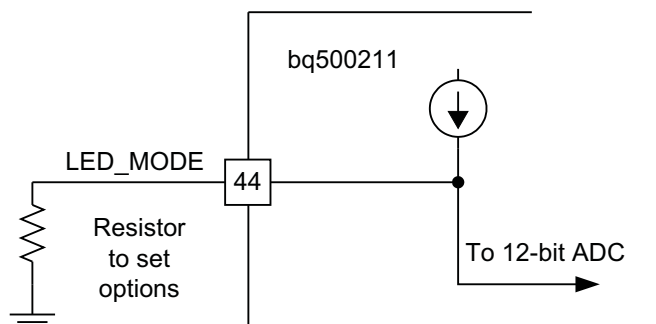 bq500211
LED_MODE
44
Resistor
to set
options
To 12-bit ADC